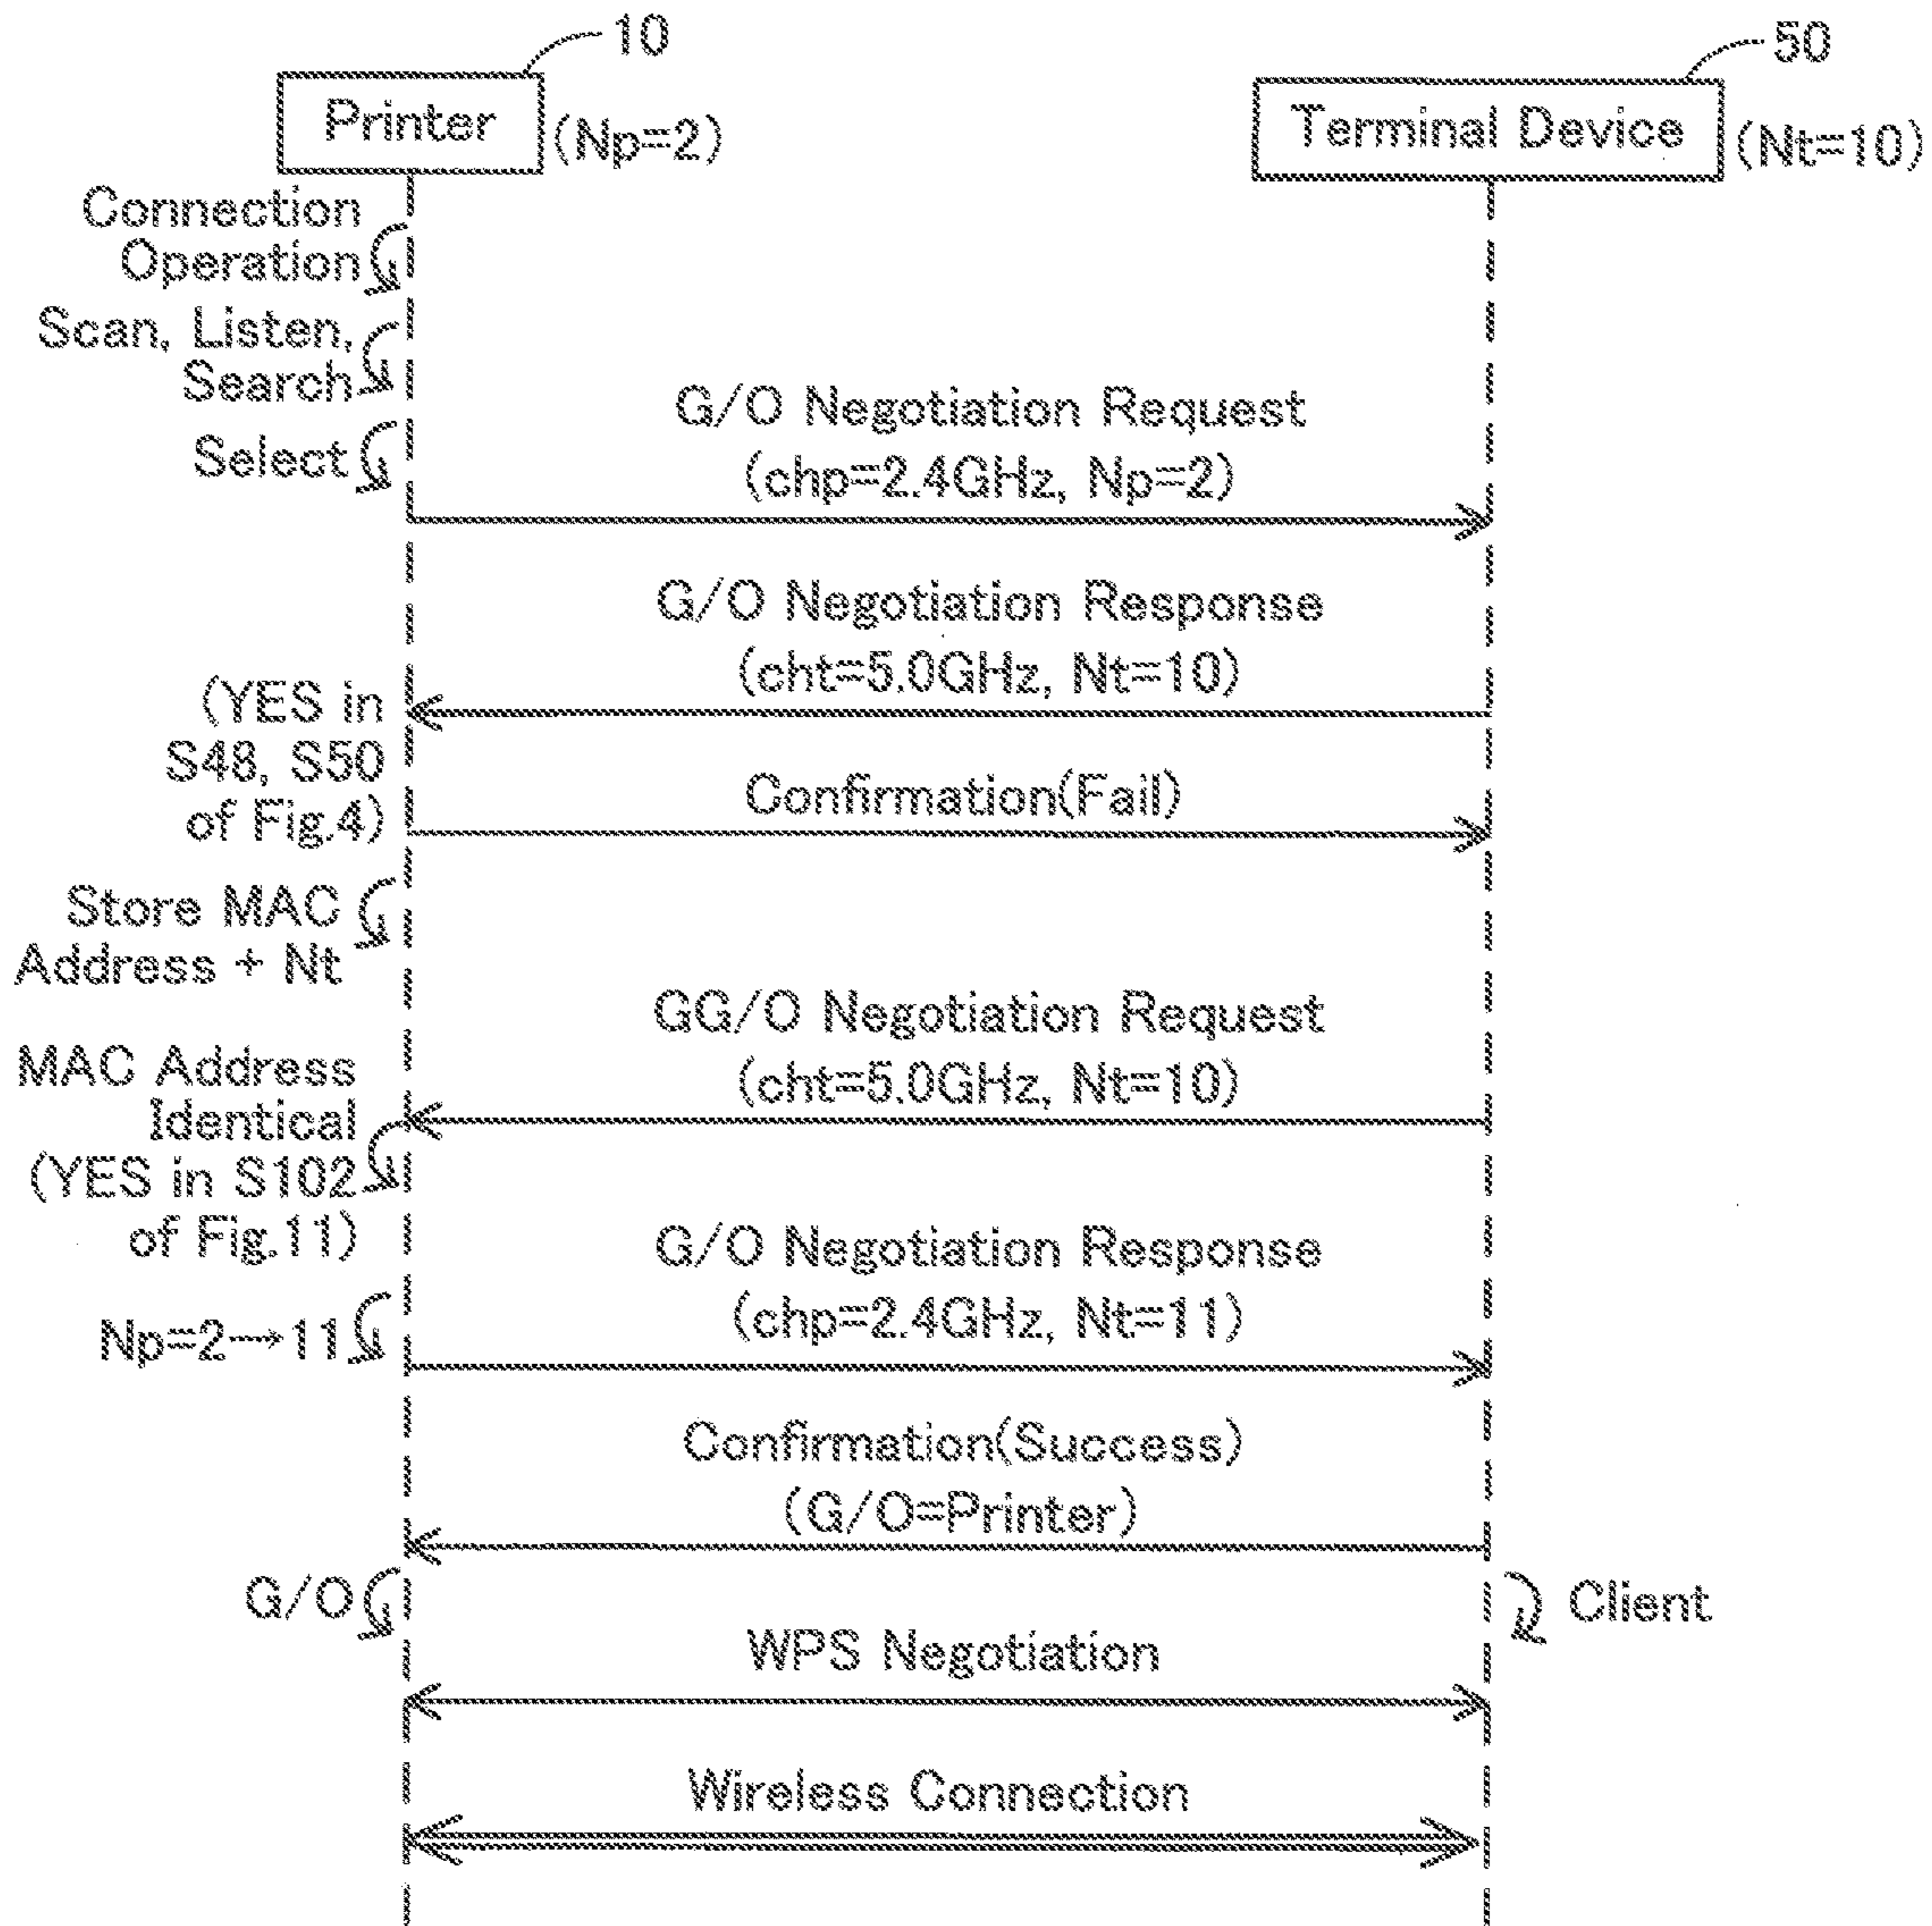 10
50
Printer
(Np=2)
Terminal Device
(Nt=10)
Connection
Operation
Scan, Listen,
Search
Select
G/O Negotiation Request
(chp=2.4GHz, Np=2)
G/O Negotiation Response
(cht=5.0GHz, Nt=10)
(YES in
S48, S50
of Fig.4)
Confirmation(Fail)
Store MAC
Address + Nt
GG/O Negotiation Request
(cht=5.0GHz, Nt=10)
MAC Address
Identical
(YES in S102
of Fig.11)
G/O Negotiation Response
(chp=2.4GHz, Nt=11)
Np=2→11
Confirmation(Success)
(G/O=Printer)
G/O
Client
WPS Negotiation
Wireless Connection